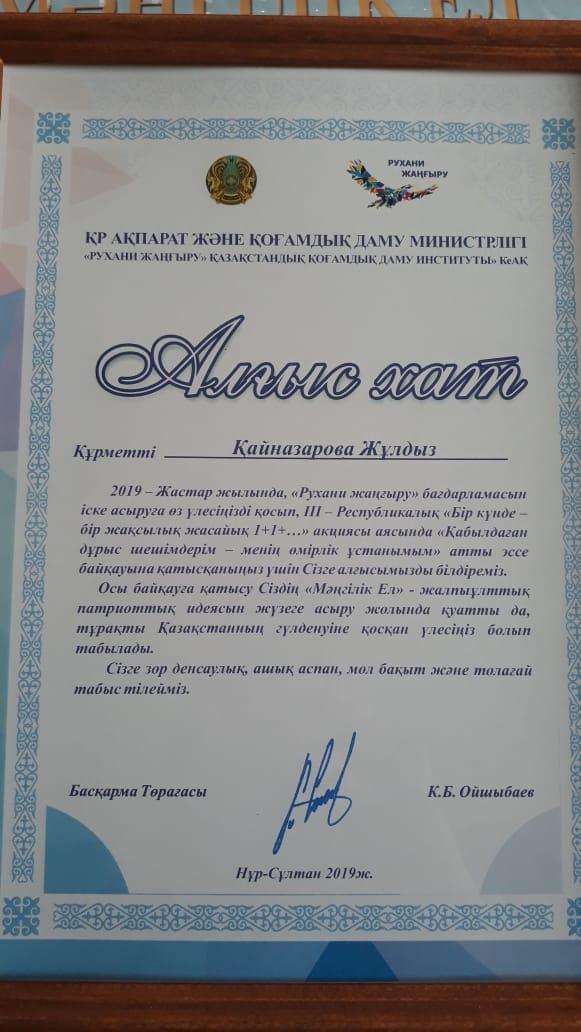 МӘҢГІЛІК ЕЛ
РУХАНИ
ЖАҢҒЫРУ
ҚР АҚПАРАТ ЖӘНЕ ҚОҒАМДЫҚ ДАМУ МИНИСТРЛІГІ
«РУХАНИ ЖАҢҒЫРУ» ҚАЗАҚСТАНДЫҚ ҚОҒАМДЫҚ ДАМУ ИНСТИТУТЫ» КеАҚ
Алғыс хат
Құрметті Қайназарова Жұлдыз
2019 – Жастар жылында, «Рухани жаңғыру» бағдарламасын
іске асыруға өз үлесіңізді қосып, III – Республикалық «Бір күнде –
бір жақсылық жасайық 1+1+...» акциясы аясында «Қабылдаған
дұрыс шешімдерім – менің өмірлік ұстанымым» атты эссе
байқауына қатысқаныңыз үшін Сізге алғысымызды білдіреміз.
Осы байқауға қатысу Сіздің «Мәңгілік Ел» - жалпыұлттық
патриоттық идеясын жүзеге асыру жолында қуатты да,
тұрақты Қазақстанның гүлденуіне қосқан үлесіңіз болып
табылады.
Сізге зор денсаулық, ашық аспан, мол бақыт және толағай
табыс тілейміз.
Басқарма Төрағасы К.Б. Ойшыбаев
Нұр-Сұлтан 2019ж.